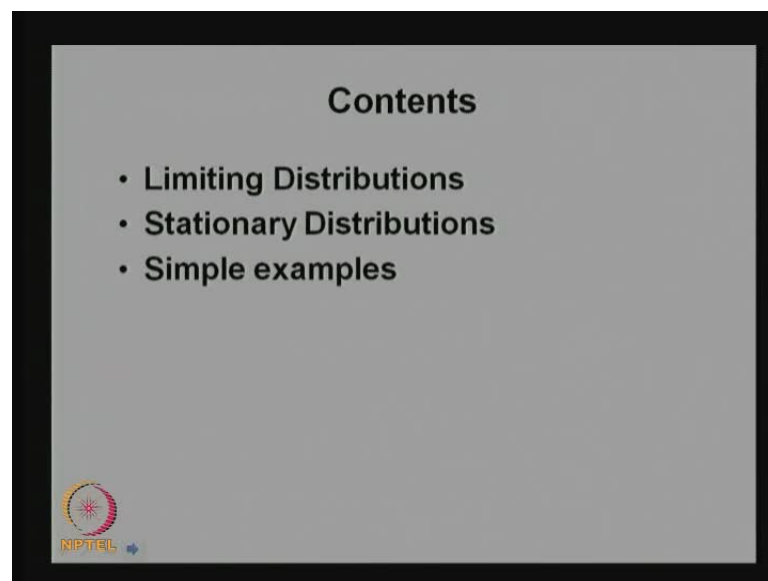 Contents
• Limiting Distributions
• Stationary Distributions
• Simple examples
NPTEL